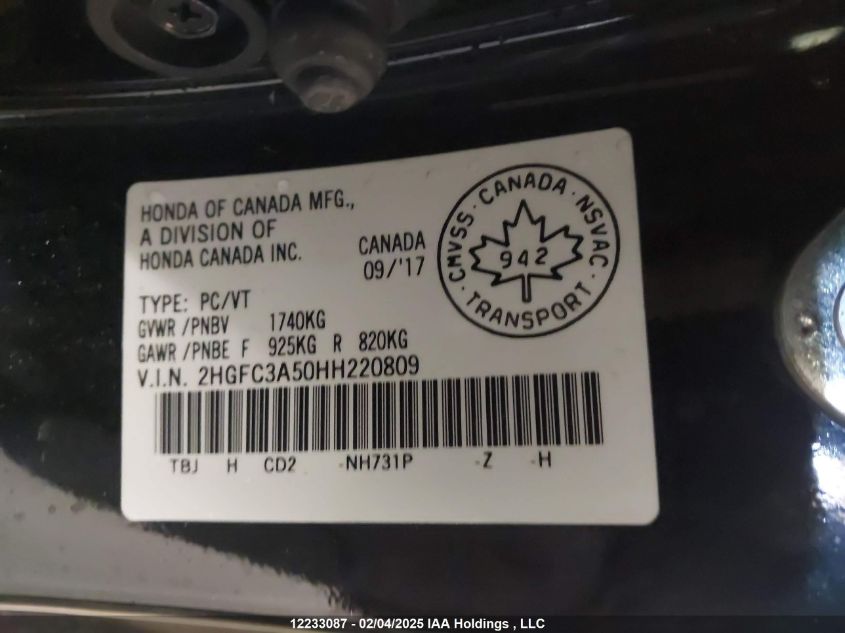 HONDA OF CANADA MFG.,
A DIVISION OF
HONDA CANADA INC.
CANADA
09/'17
CMVSS · CANADA · NSVAC
942
· TRANSPORT ·
TYPE: PC/VT
GVWR /PNBV 1740KG
GAWR /PNBE F 925KG R 820KG
V.I.N. 2HGFC3A50HH220809
TBJ H CD2 -NH731P -Z -H
12233087 - 02/04/2025 IAA Holdings , LLC